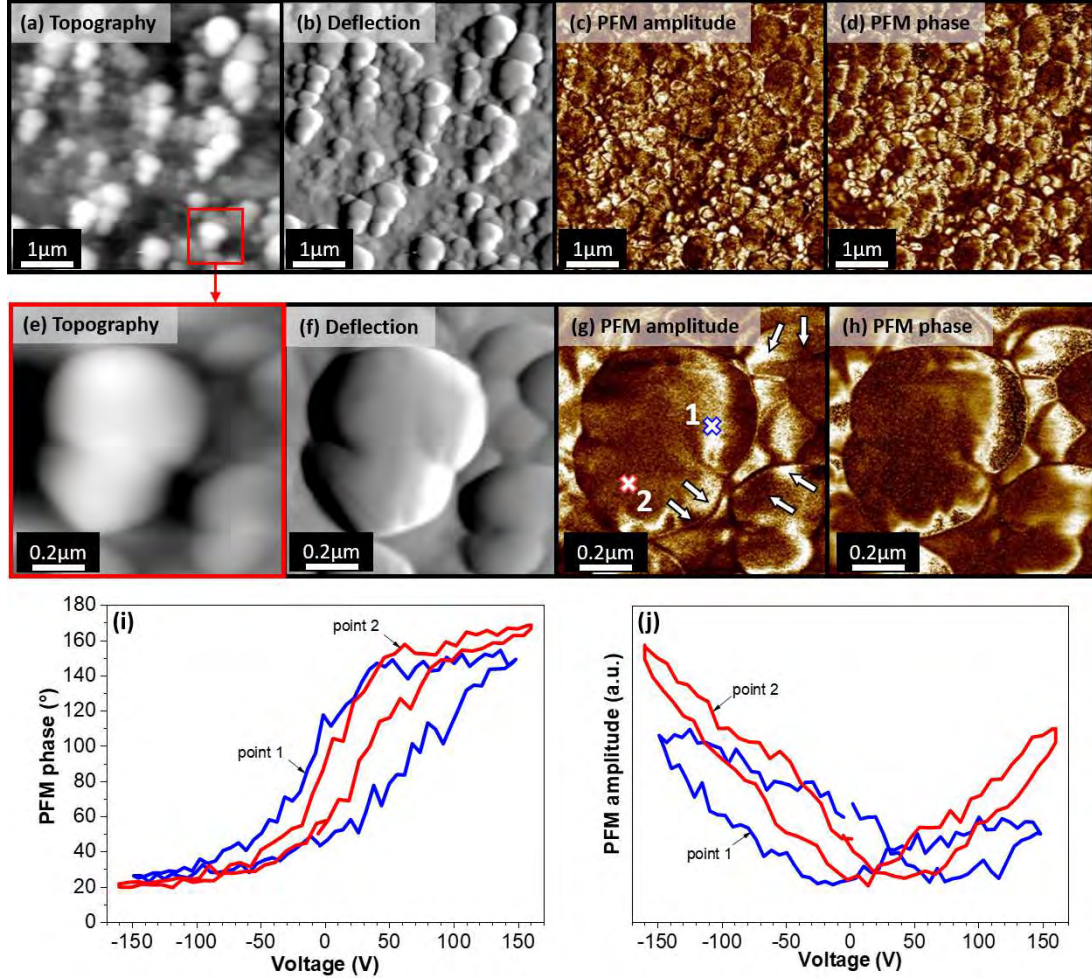 (a) Topography
(b) Deflection
(c) PFM amplitude
(d) PFM phase
1µm
1µm
1µm
1µm
(e) Topography
(f) Deflection
(g) PFM amplitude
(h) PFM phase
1
2
0.2µm
0.2µm
0.2µm
0.2µm
(i)
PFM phase (°)
180
160
140
120
100
80
60
40
20
0
point 2
point 1
-150 -100 -50 0 50 100 150
Voltage (V)
(j)
PFM amplitude (a.u.)
point 2
point 1
-150 -100 -50 0 50 100 150
Voltage (V)